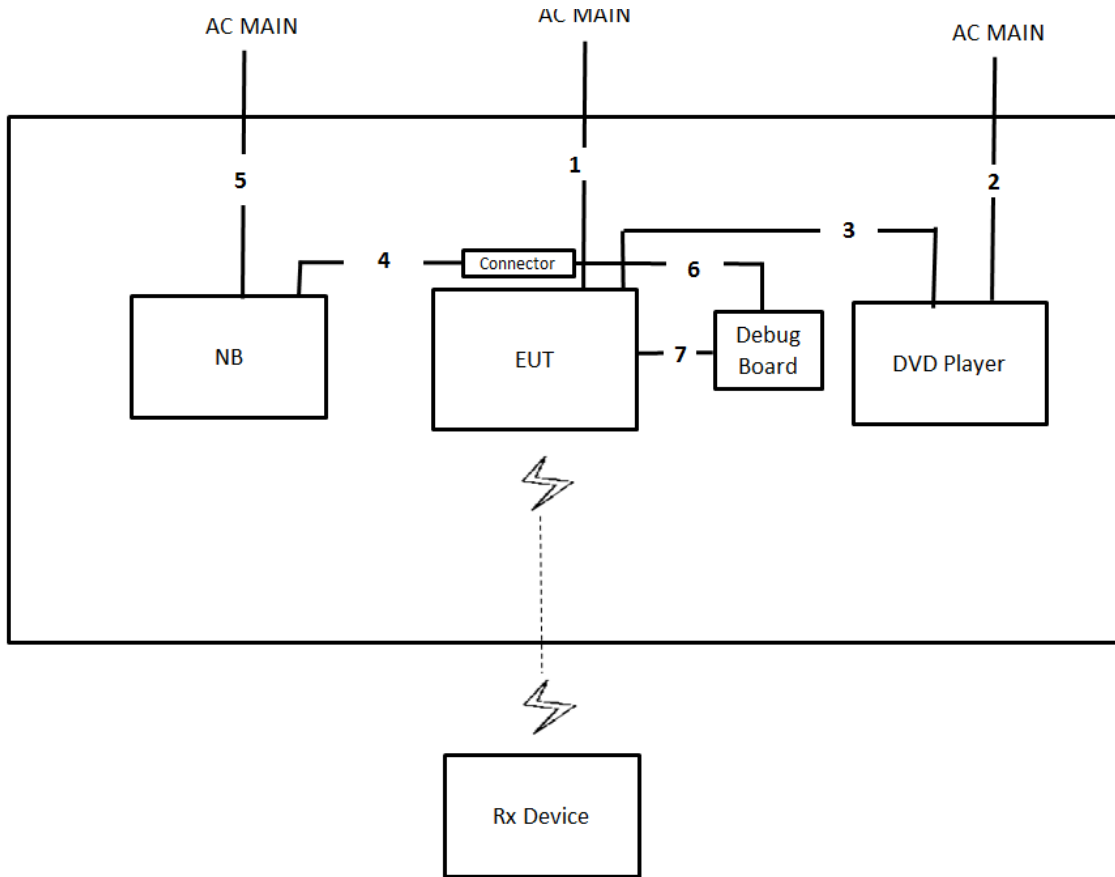 AC MAIN
AC MAIN
AC MAIN
5
1
2
3
4
Connector
6
NB
EUT
7
Debug
Board
DVD Player
Rx Device